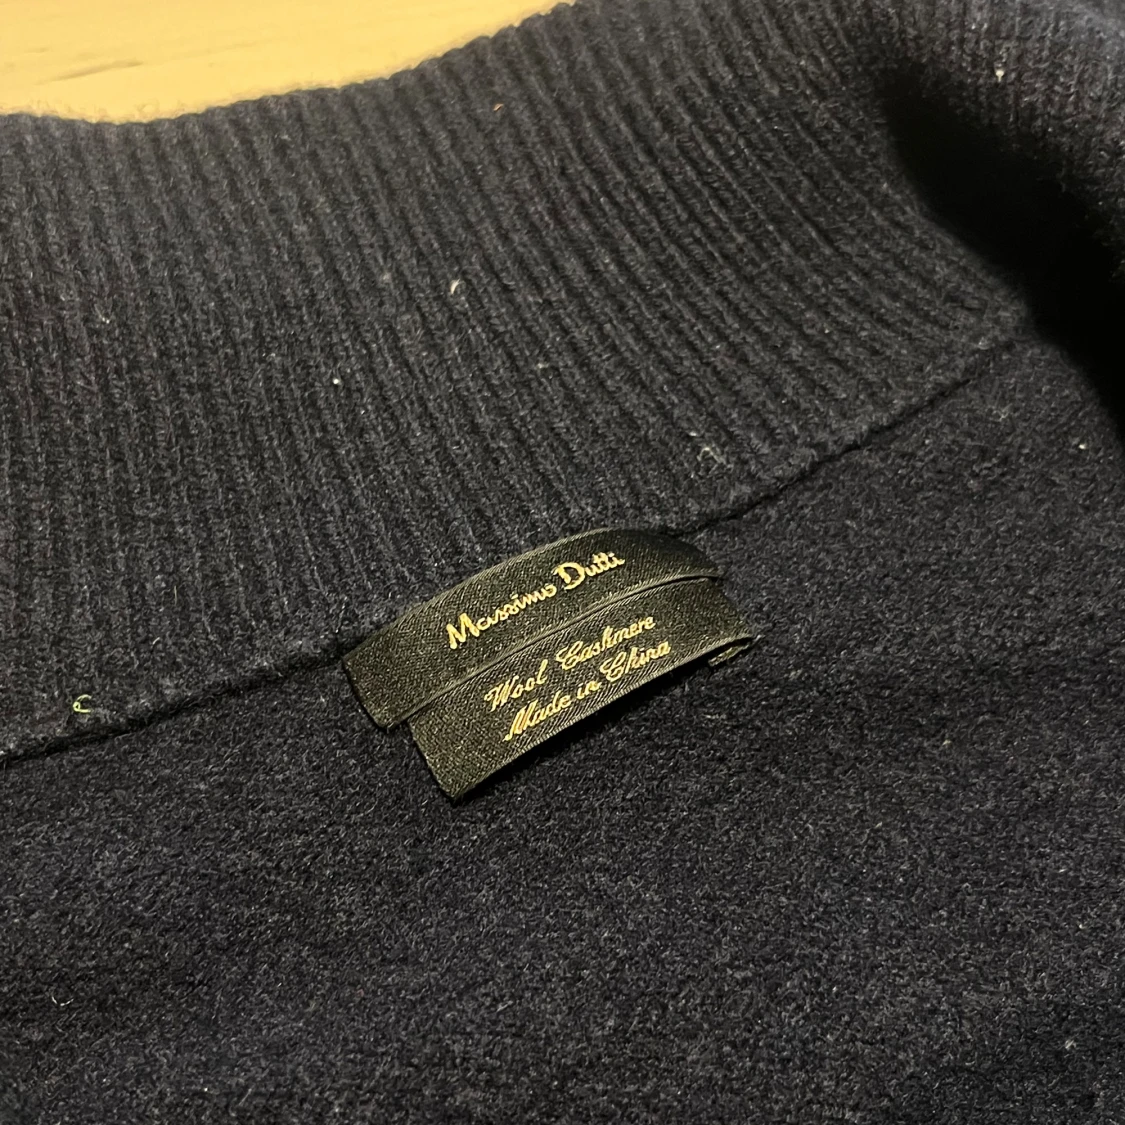 Massimo Dutti
Wool Cashmere
Made in China